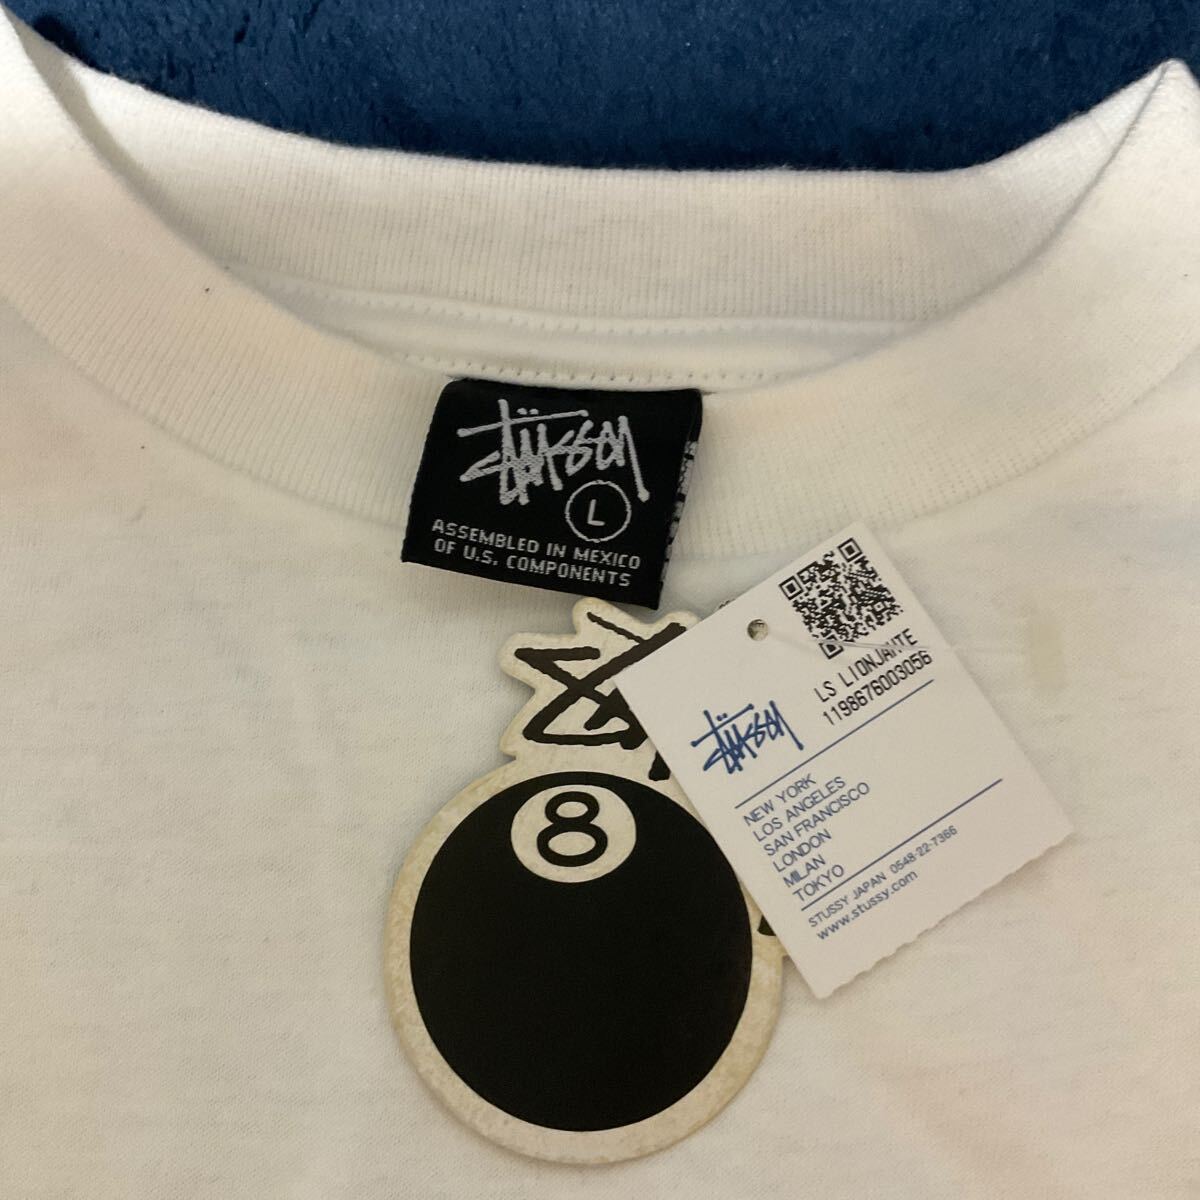 Stüssy
L
ASSEMBLED IN MEXICO
OF U.S. COMPONENTS
8
LS LIONJAHTE
1198676003056
Stüssy
NEW YORK
LOS ANGELES
SAN FRANCISCO
LONDON
MILAN
TOKYO
STUSSY JAPAN 0548-22-7366
www.stussy.com